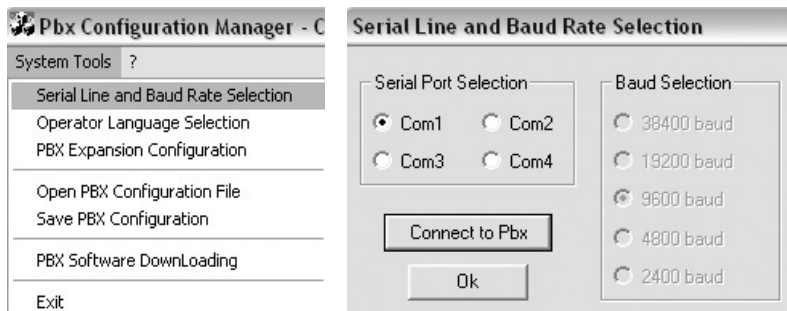 Pbx Configuration Manager - C
System Tools ?
Serial Line and Baud Rate Selection
Operator Language Selection
PBX Expansion Configuration
Open PBX Configuration File
Save PBX Configuration
PBX Software DownLoading
Exit
Serial Line and Baud Rate Selection
Serial Port Selection
Com1 Com2
Com3 Com4
Connect to Pbx
Ok
Baud Selection
38400 baud
19200 baud
9600 baud
4800 baud
2400 baud